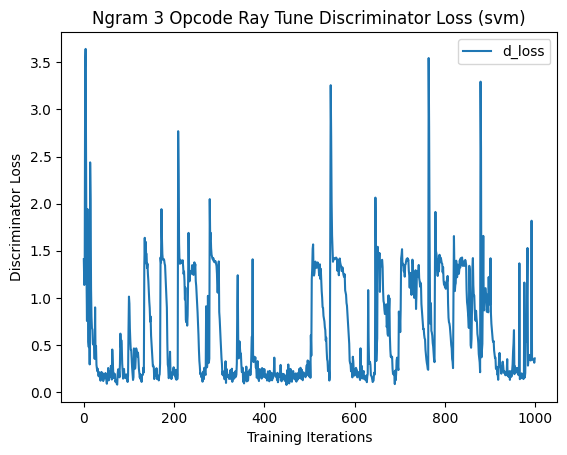 Ngram 3 Opcode Ray Tune Discriminator Loss (svm)
d_loss
Discriminator Loss
3.5
3.0
2.5
2.0
1.5
1.0
0.5
0.0
0 200 400 600 800 1000
Training Iterations